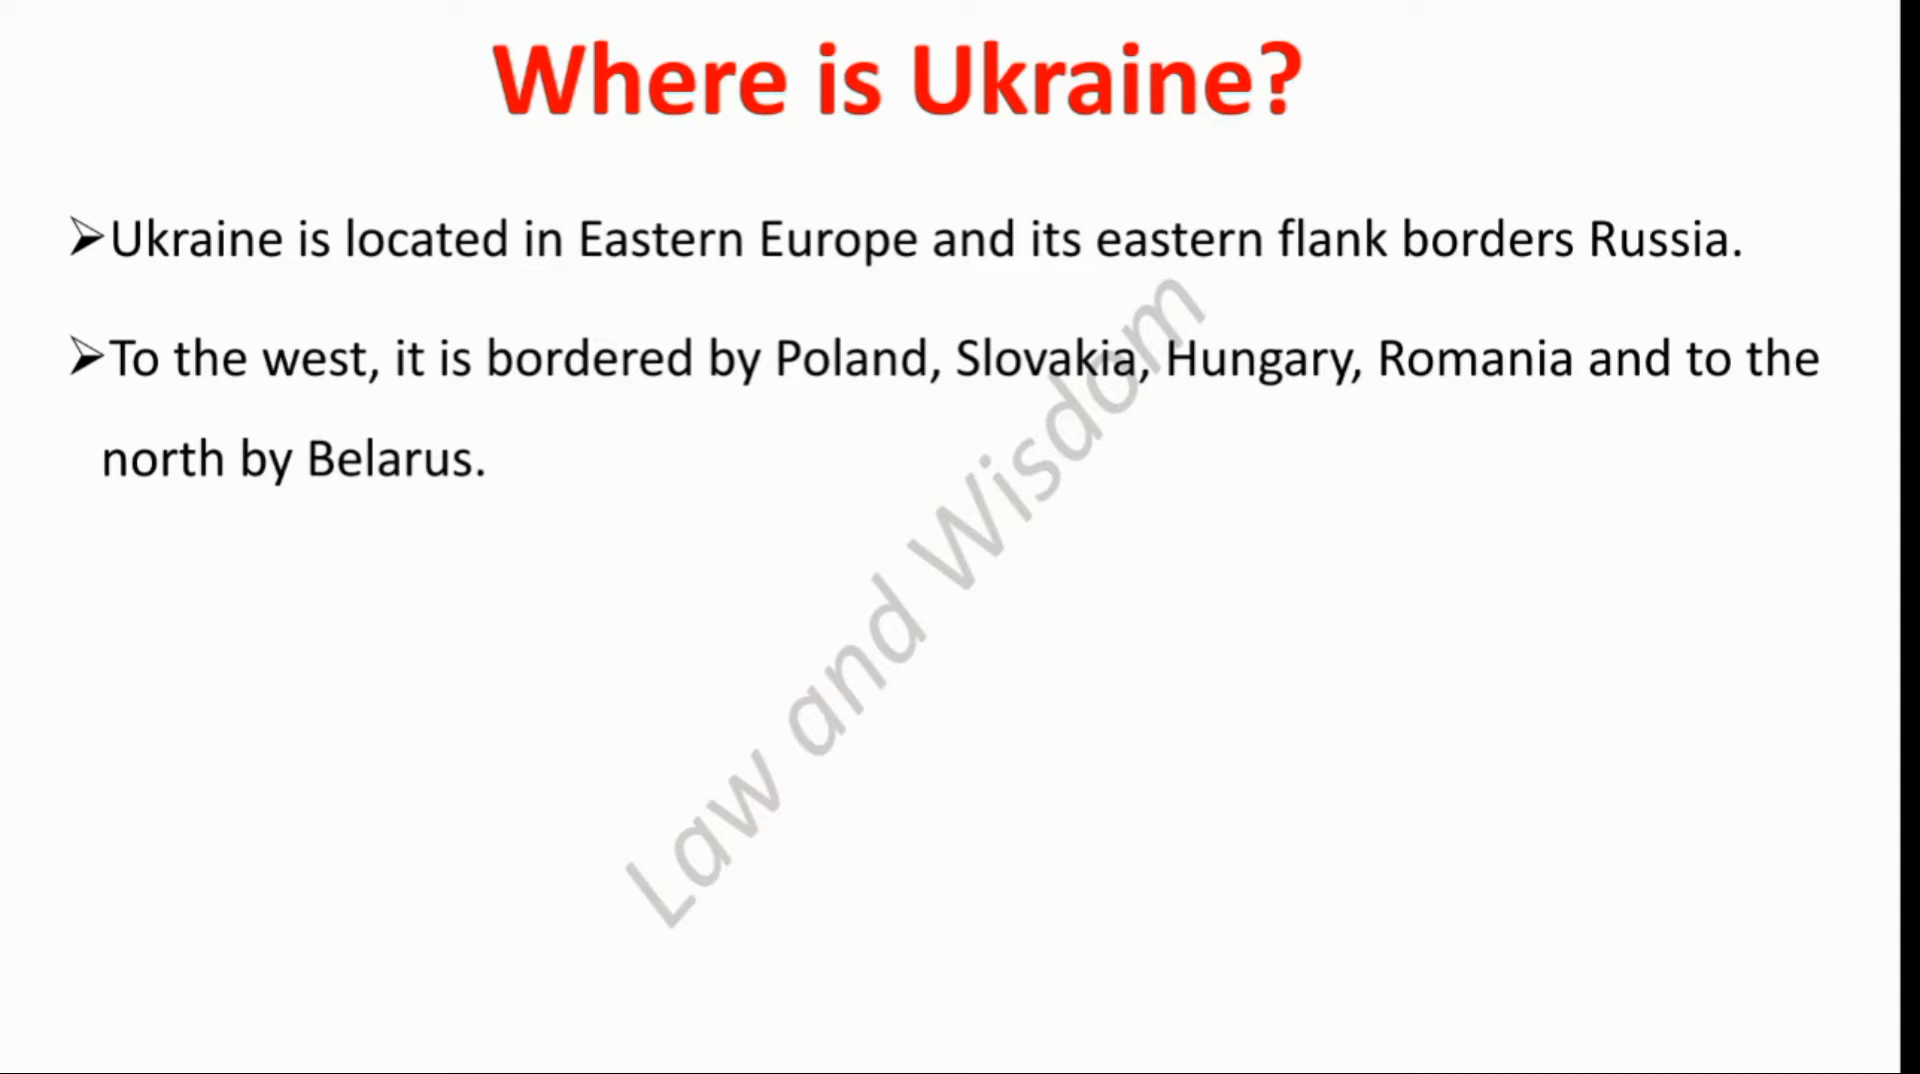 Where is Ukraine?
➢Ukraine is located in Eastern Europe and its eastern flank borders Russia.
➢To the west, it is bordered by Poland, Slovakia, Hungary, Romania and to the
north by Belarus.
Law and Wisdom